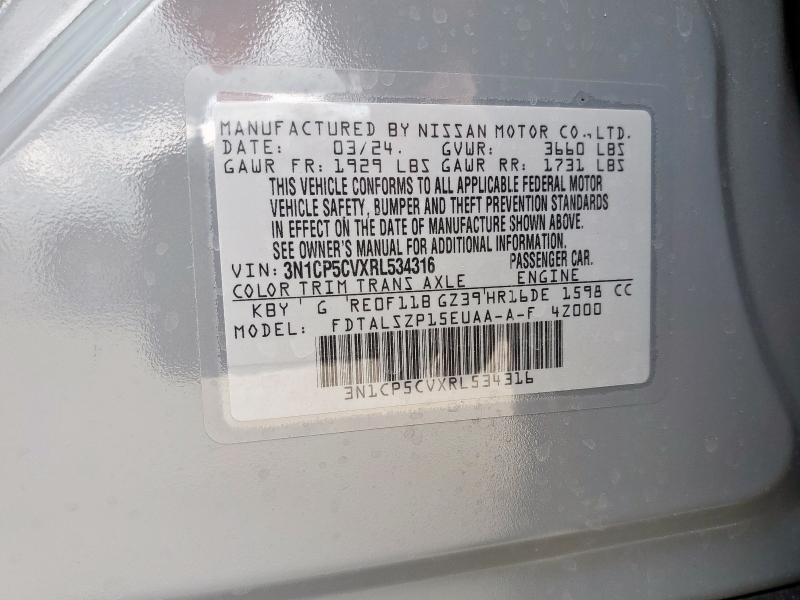 MANUFACTURED BY NISSAN MOTOR CO.,LTD.
DATE: 03/24. GVWR: 3660 LBS
GAWR FR: 1929 LBS GAWR RR: 1731 LBS
THIS VEHICLE CONFORMS TO ALL APPLICABLE FEDERAL MOTOR
VEHICLE SAFETY, BUMPER AND THEFT PREVENTION STANDARDS
IN EFFECT ON THE DATE OF MANUFACTURE SHOWN ABOVE.
SEE OWNER'S MANUAL FOR ADDITIONAL INFORMATION.
VIN: 3N1CP5CVXRL534316 PASSENGER CAR.
COLOR TRIM TRANS AXLE ENGINE
KBY ' G 'RE0F11B GZ39'HR16DE 1598 CC
MODEL: FDTALSZP15EUAA-A-F 4Z000
3N1CP5CVXRL534316